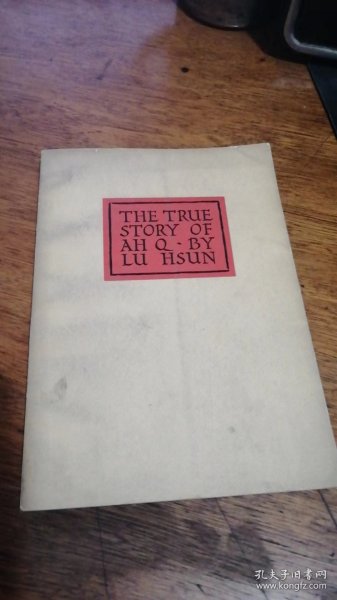 THE TRUE
STORY OF
AH Q · BY
LU HSUN
孔夫子旧书网
www.kongfz.com